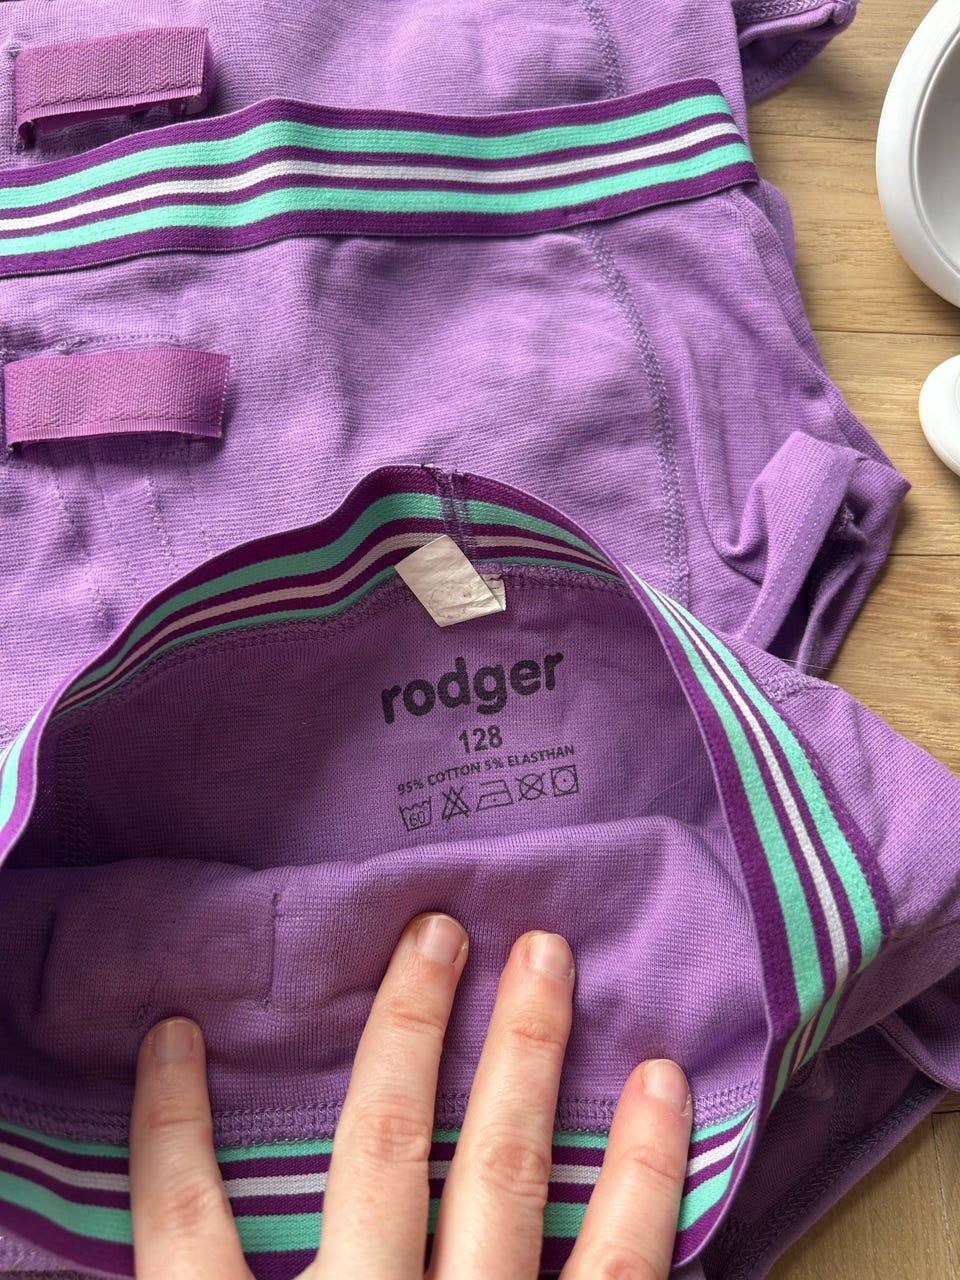 rodger
128
95% COTTON 5% ELASTHAN
60